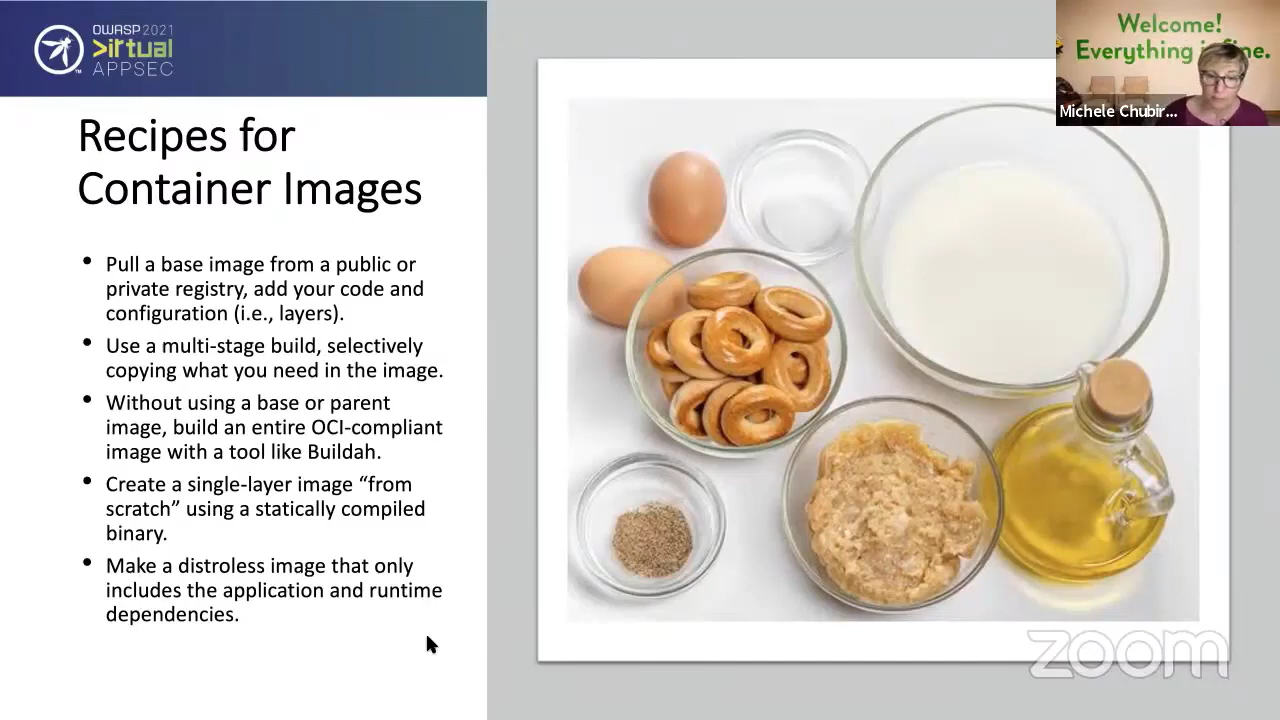 OWASP 2021
>irtual
APPSEC
Recipes for
Container Images
• Pull a base image from a public or
private registry, add your code and
configuration (i.e., layers).
• Use a multi-stage build, selectively
copying what you need in the image.
• Without using a base or parent
image, build an entire OCI-compliant
image with a tool like Buildah.
• Create a single-layer image “from
scratch” using a statically compiled
binary.
• Make a distroless image that only
includes the application and runtime
dependencies.
Welcome!
Everything is fine.
Michele Chubir...
zoom